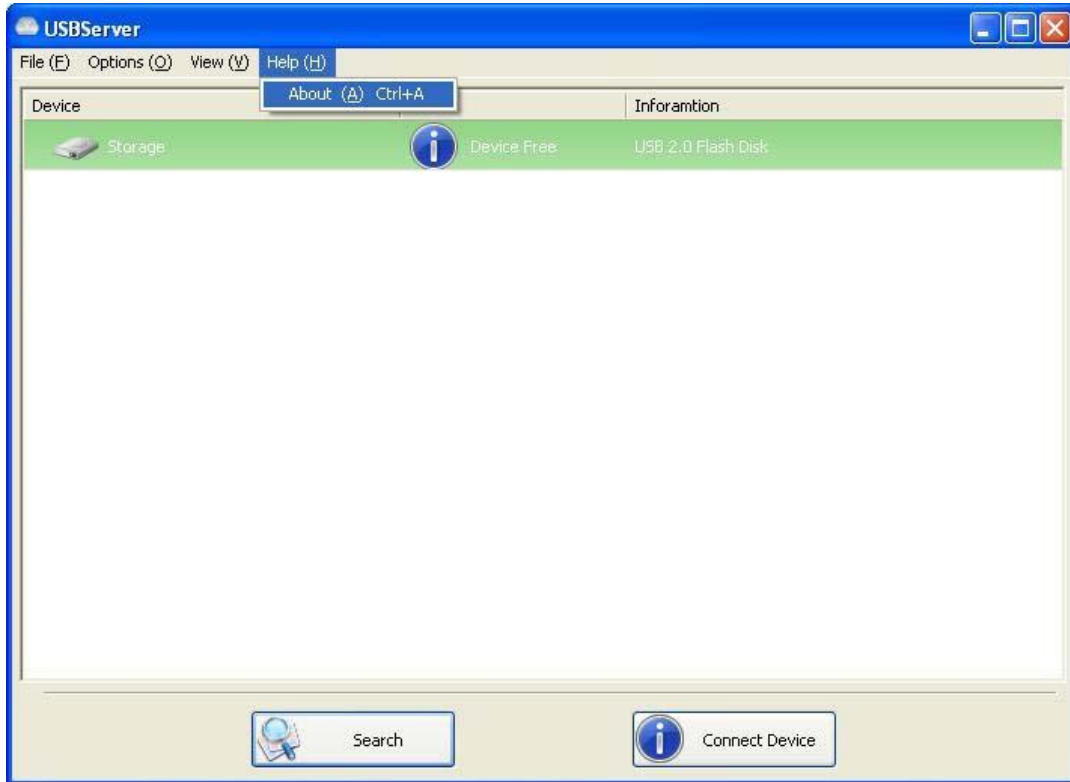 USBServer
File (F) Options (O) View (V) Help (H)
About (A) Ctrl+A
Device Inforamtion
Storage Device Free USB 2.0 Flash Disk
Search Connect Device